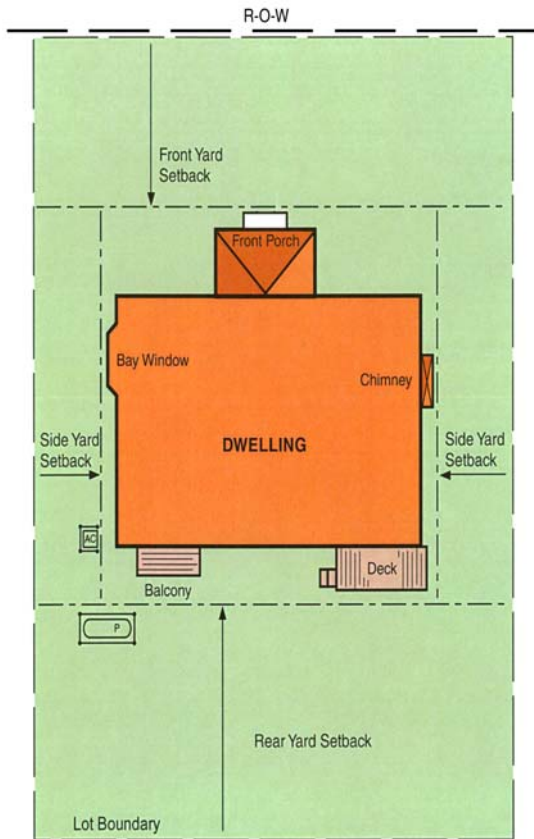 R-O-W
Front Yard
Setback
Front Porch
Bay Window
Chimney
DWELLING
Side Yard
Setback
Side Yard
Setback
AC
Deck
Balcony
P
Rear Yard Setback
Lot Boundary